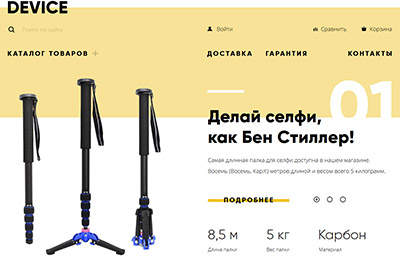 DEVICE
Поиск по сайту
Войти
Сравнить
Корзина
КАТАЛОГ ТОВАРОВ +
ДОСТАВКА
ГАРАНТИЯ
КОНТАКТЫ
01
Делай селфи,
как Бен Стиллер!
Самая длинная палка для селфи доступна в нашем магазине.
Восемь (Восемь, Карл!) метров длиной и весом всего 5 килограмм.
ПОДРОБНЕЕ
8,5 м
5 кг
Карбон
Длина палки
Вес палки
Материал